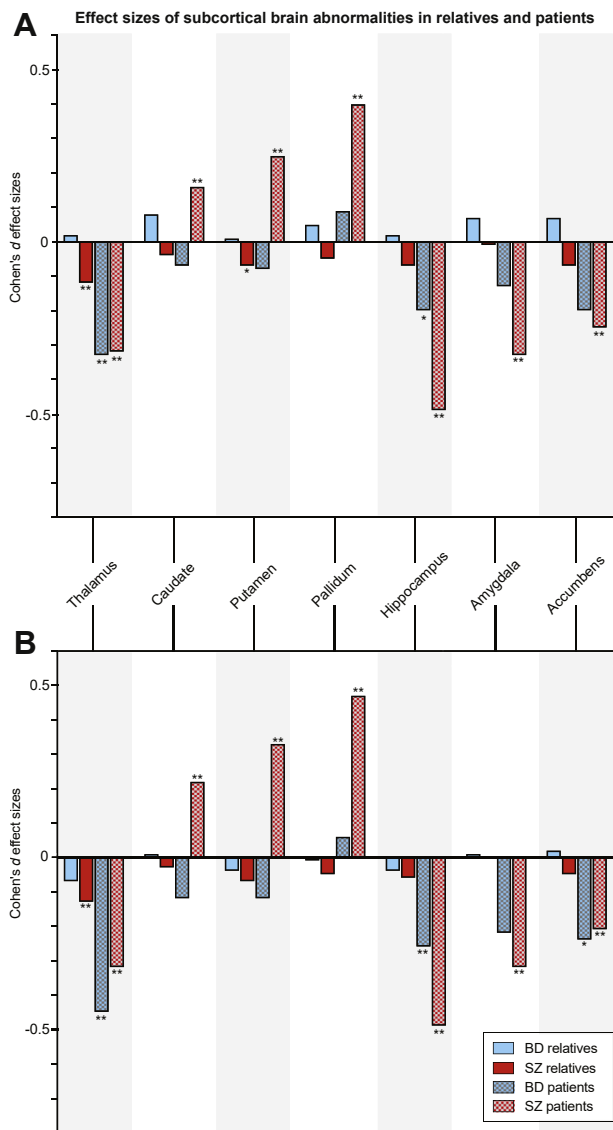 A
Effect sizes of subcortical brain abnormalities in relatives and patients
0.5
**
**
**
Cohen's d effect sizes
0
*
**
*
**
**
**
**
-0.5
**
Thalamus
Caudate
Putamen
Pallidum
Hippocampus
Amygdala
Accumbens
B
0.5
**
**
**
Cohen's d effect sizes
0
**
**
*
**
**
**
**
-0.5
**
**
BD relatives
SZ relatives
BD patients
SZ patients